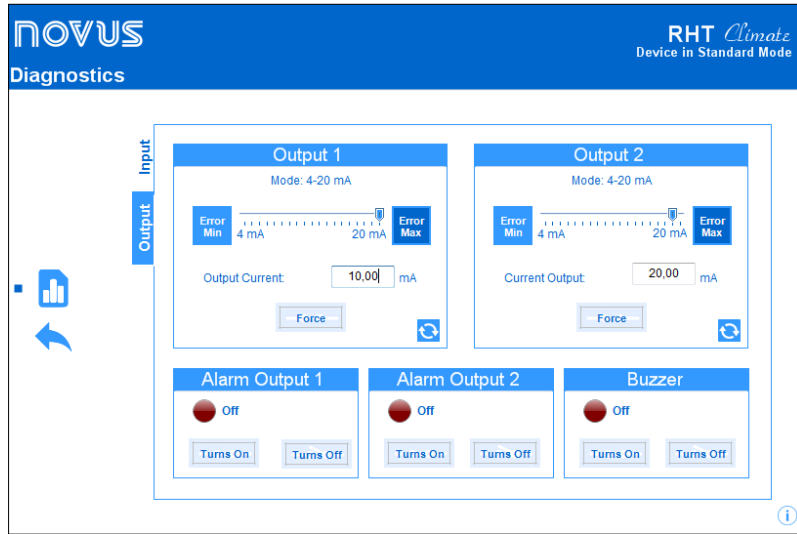 NOVUS
RHT Climate
Device in Standard Mode
Diagnostics
Input
Output
Output 1
Mode: 4-20 mA
Error Min
4 mA
20 mA
Error Max
Output Current:
10,00
mA
Force
Output 2
Mode: 4-20 mA
Error Min
4 mA
20 mA
Error Max
Current Output:
20,00
mA
Force
Alarm Output 1
Off
Turns On
Turns Off
Alarm Output 2
Off
Turns On
Turns Off
Buzzer
Off
Turns On
Turns Off
i